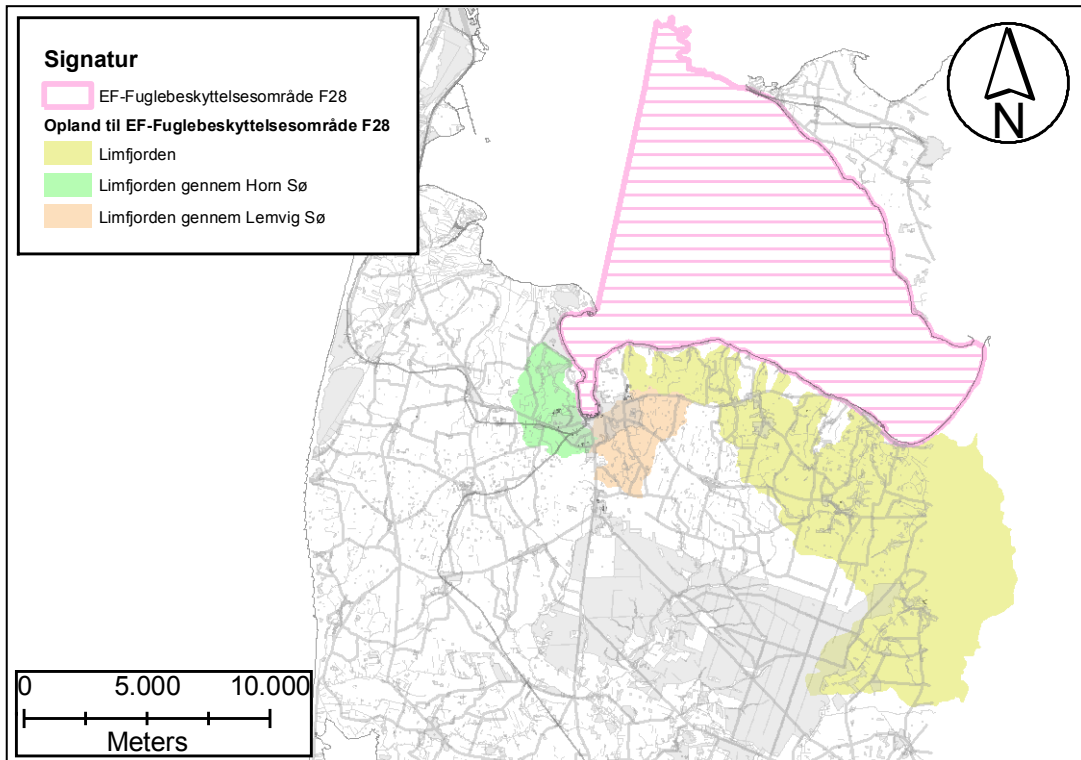 Signatur
EF-Fuglebeskyttelsesområde F28
Opland til EF-Fuglebeskyttelsesområde F28
Limfjorden
Limfjorden gennem Horn Sø
Limfjorden gennem Lemvig Sø
N
0 5.000 10.000
Meters